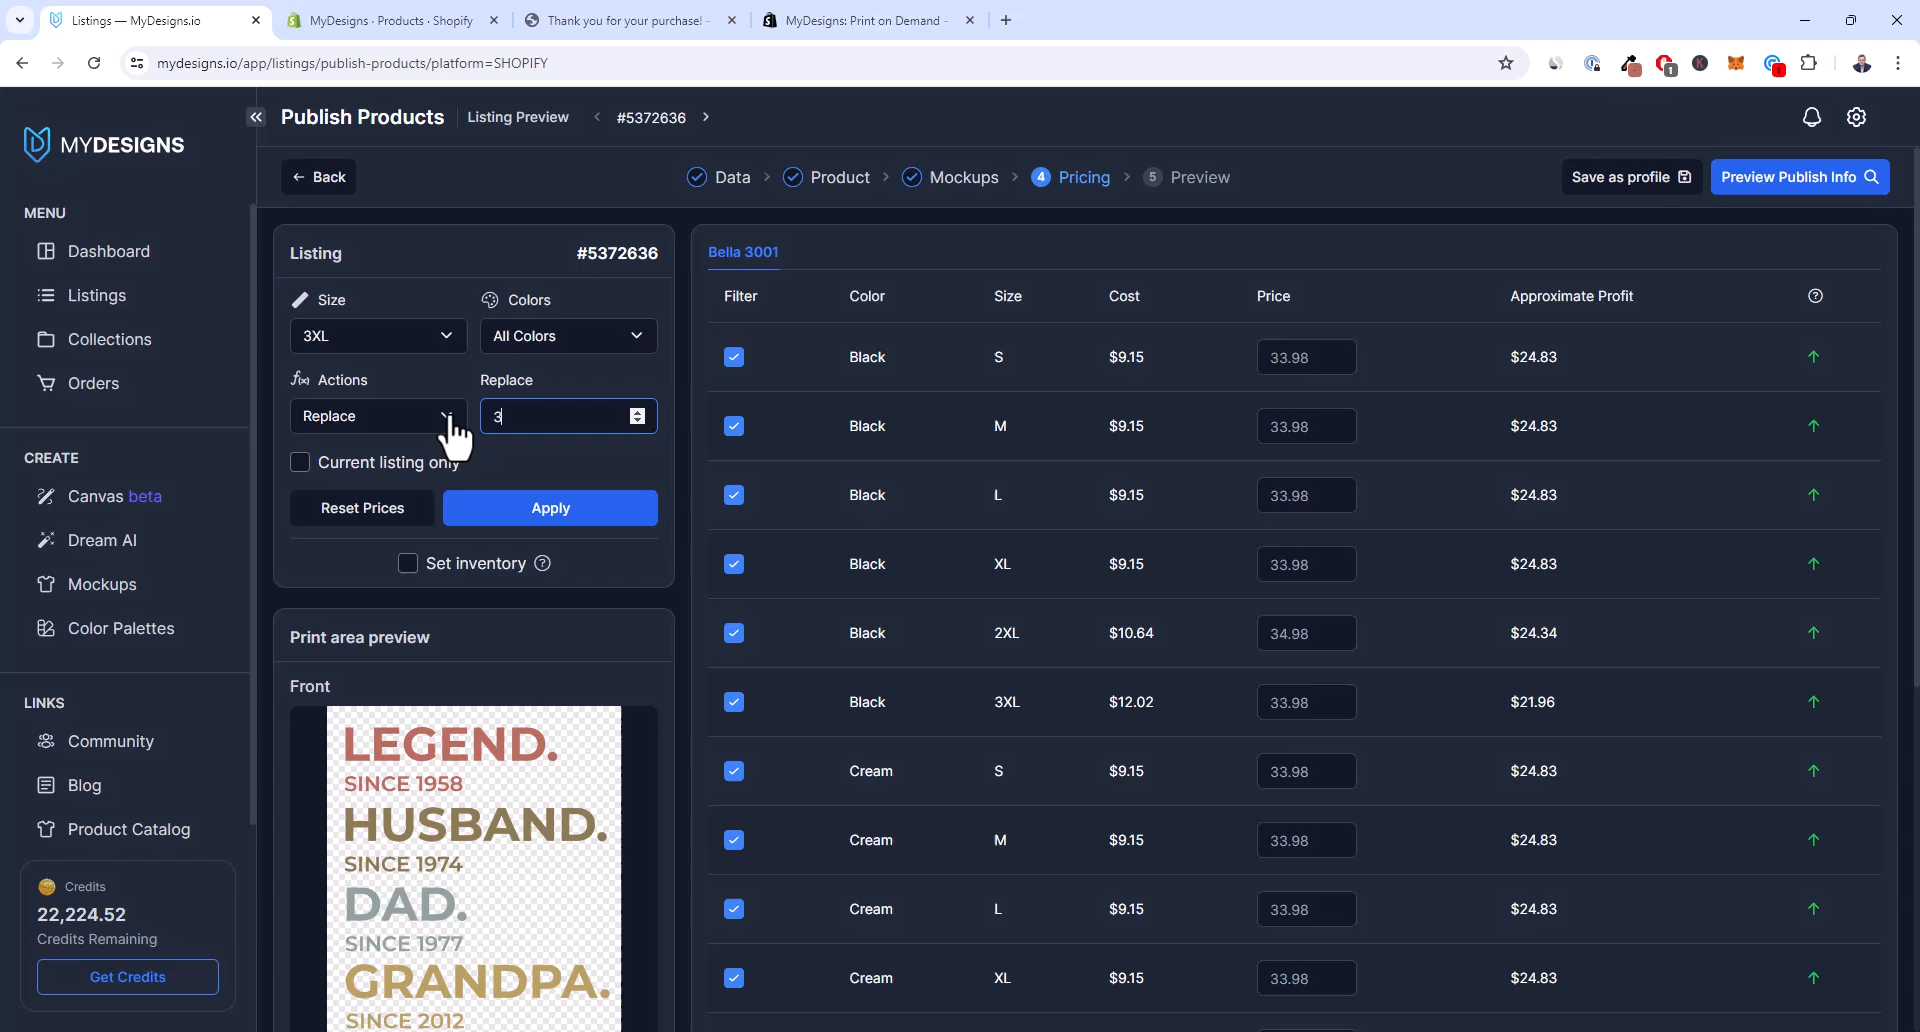 Listings — MyDesigns.io
MyDesigns · Products · Shopify
Thank you for your purchase! -
MyDesigns: Print on Demand -
mydesigns.io/app/listings/publish-products/platform=SHOPIFY
1
MYDESIGNS
Publish Products
Listing Preview
#5372636
Back
Data
Product
Mockups
4 Pricing
5 Preview
Save as profile
Preview Publish Info
MENU
Dashboard
Listings
Collections
Orders
CREATE
Canvas beta
Dream AI
Mockups
Color Palettes
LINKS
Community
Blog
Product Catalog
Credits
22,224.52
Credits Remaining
Get Credits
Listing #5372636
Size Colors
3XL All Colors
f(x) Actions Replace
Replace 3
Current listing only
Reset Prices Apply
Set inventory
Print area preview
Front
LEGEND.
SINCE 1958
HUSBAND.
SINCE 1974
DAD.
SINCE 1977
GRANDPA.
SINCE 2012
Bella 3001
Filter Color Size Cost Price Approximate Profit
Black S $9.15 33.98 $24.83
Black M $9.15 33.98 $24.83
Black L $9.15 33.98 $24.83
Black XL $9.15 33.98 $24.83
Black 2XL $10.64 34.98 $24.34
Black 3XL $12.02 33.98 $21.96
Cream S $9.15 33.98 $24.83
Cream M $9.15 33.98 $24.83
Cream L $9.15 33.98 $24.83
Cream XL $9.15 33.98 $24.83